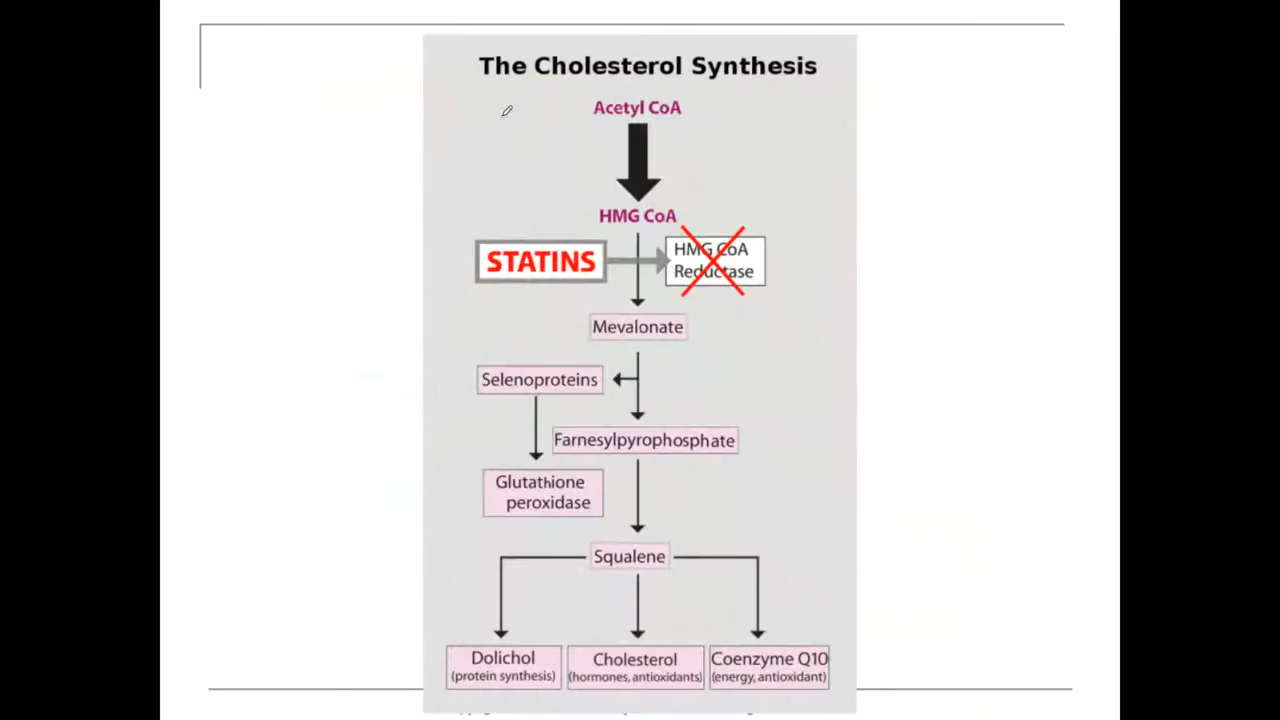 The Cholesterol Synthesis
Acetyl CoA
HMG CoA
STATINS
HMG CoA
Reductase
Mevalonate
Selenoproteins
Farnesylpyrophosphate
Glutathione
peroxidase
Squalene
Dolichol
(protein synthesis)
Cholesterol
(hormones, antioxidants)
Coenzyme Q10
(energy, antioxidant)